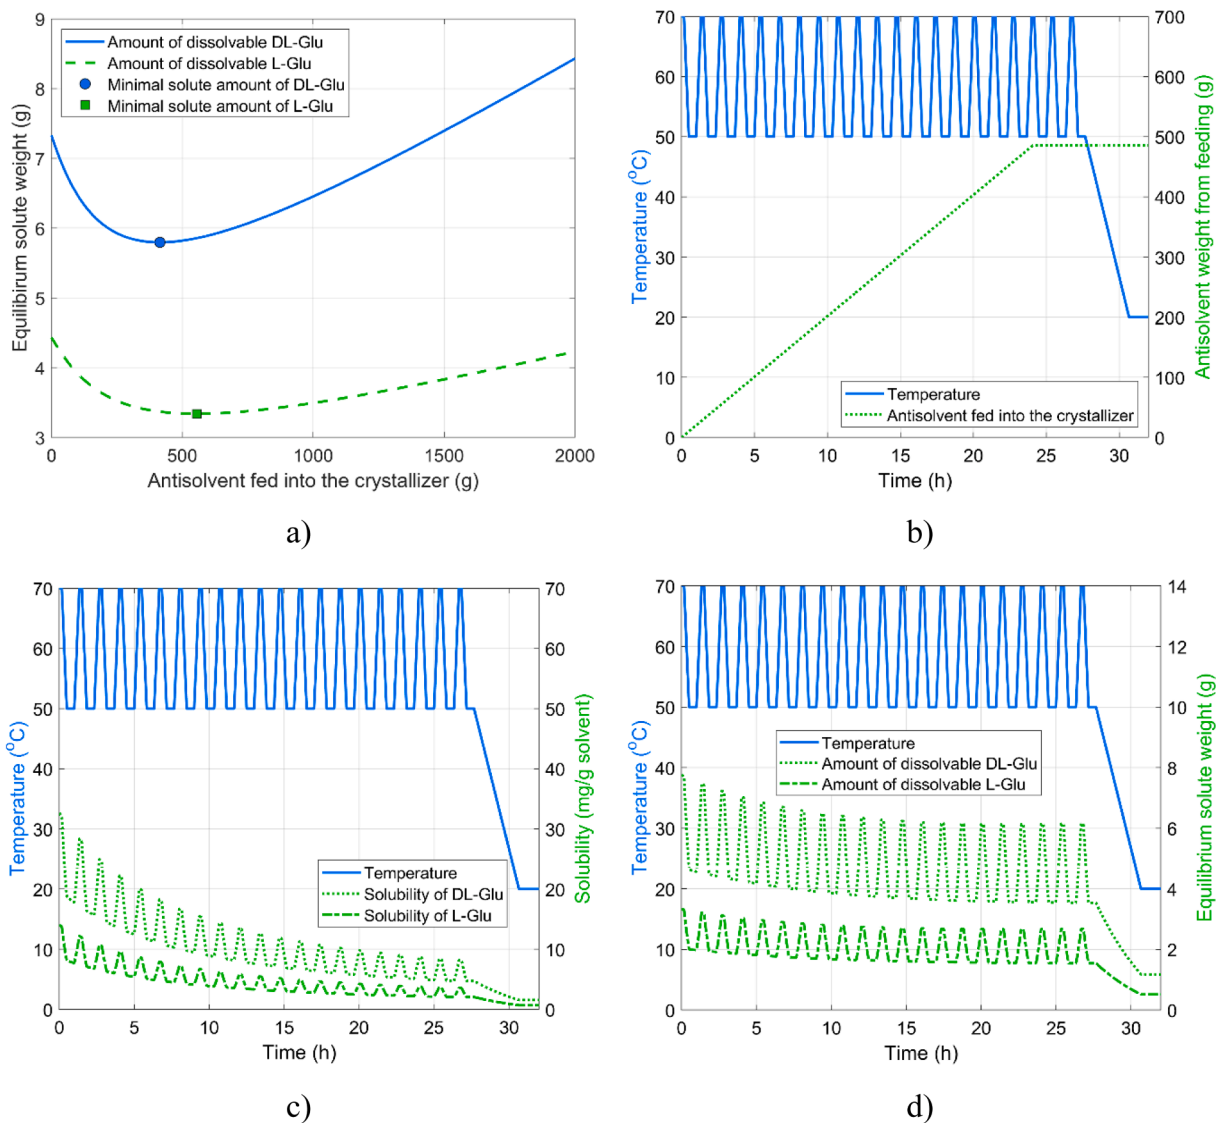 9
8
7
6
5
4
3
Equilibirum solute weight (g)
Amount of dissolvable DL-Glu
Amount of dissolvable L-Glu
Minimal solute amount of DL-Glu
Minimal solute amount of L-Glu
0 500 1000 1500 2000
Antisolvent fed into the crystallizer (g)
a)
70
60
50
40
30
20
10
0
Temperature (°C)
700
600
500
400
300
200
100
0
Antisolvent weight from feeding (g)
Temperature
Antisolvent fed into the crystallizer
0 5 10 15 20 25 30
Time (h)
b)
70
60
50
40
30
20
10
0
Temperature (°C)
70
60
50
40
30
20
10
0
Solubility (mg/g solvent)
Temperature
Solubility of DL-Glu
Solubility of L-Glu
0 5 10 15 20 25 30
Time (h)
c)
70
60
50
40
30
20
10
0
Temperature (°C)
14
12
10
8
6
4
2
0
Equilibrium solute weight (g)
Temperature
Amount of dissolvable DL-Glu
Amount of dissolvable L-Glu
0 5 10 15 20 25 30
Time (h)
d)